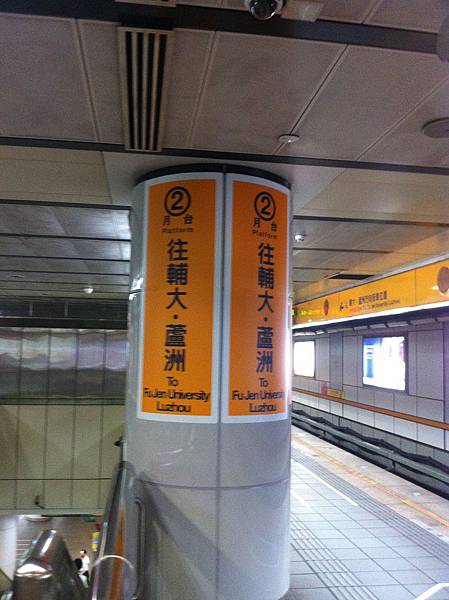 2
月台
Platform
往輔大·蘆洲
To
Fu Jen University
Luzhou
2
月台
Platform
往輔大·蘆洲
To
Fu Jen University
Luzhou